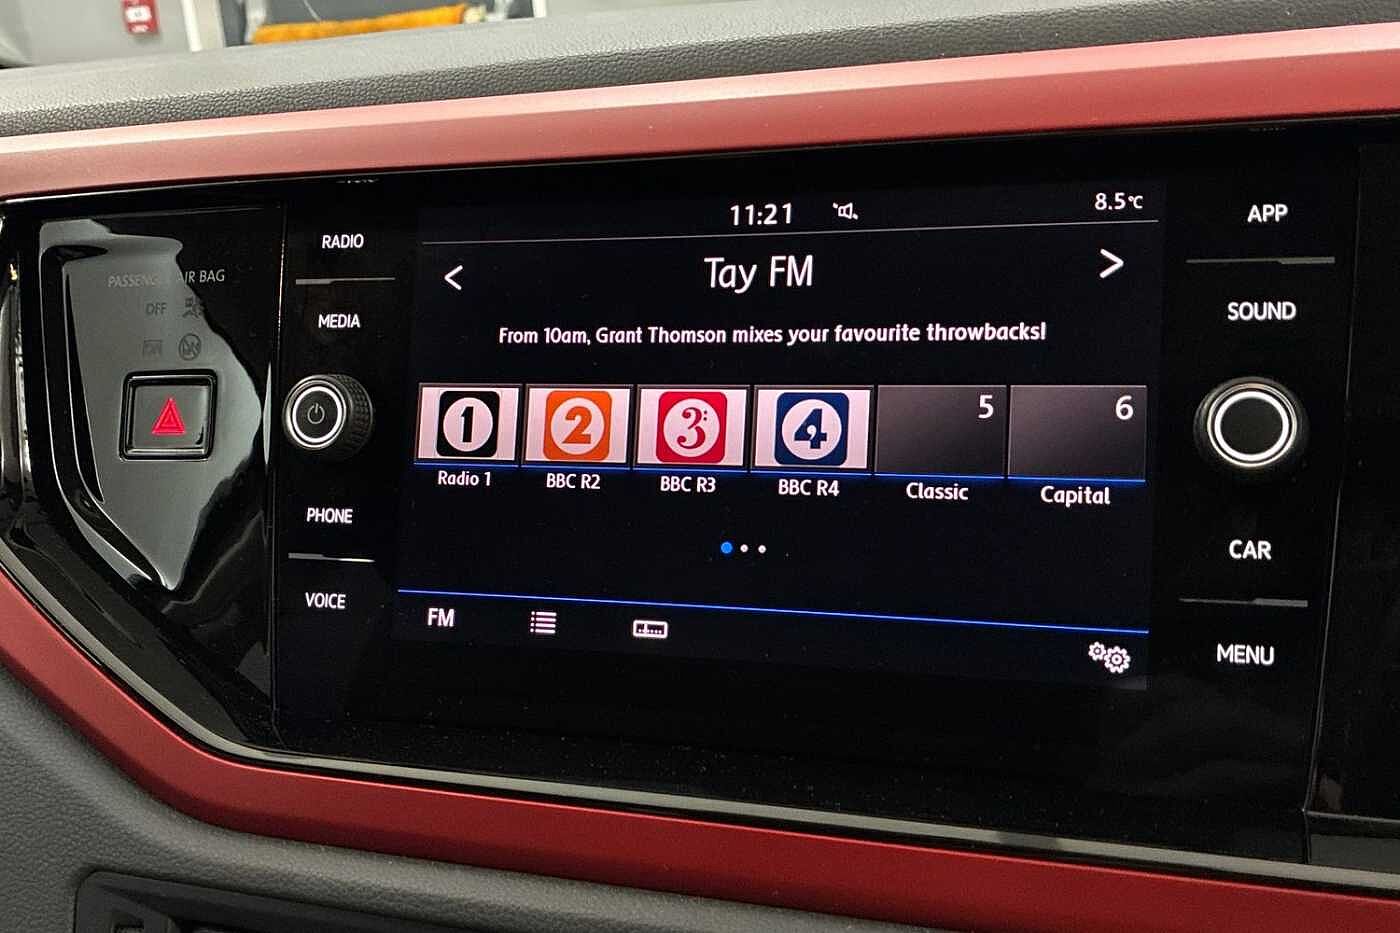 11:21
8.5°C
RADIO
APP
Tay FM
PASSENGER AIR BAG
OFF
MEDIA
SOUND
From 10am, Grant Thomson mixes your favourite throwbacks!
1
2
3
4
5
6
Radio 1
BBC R2
BBC R3
BBC R4
Classic
Capital
PHONE
CAR
VOICE
FM
MENU